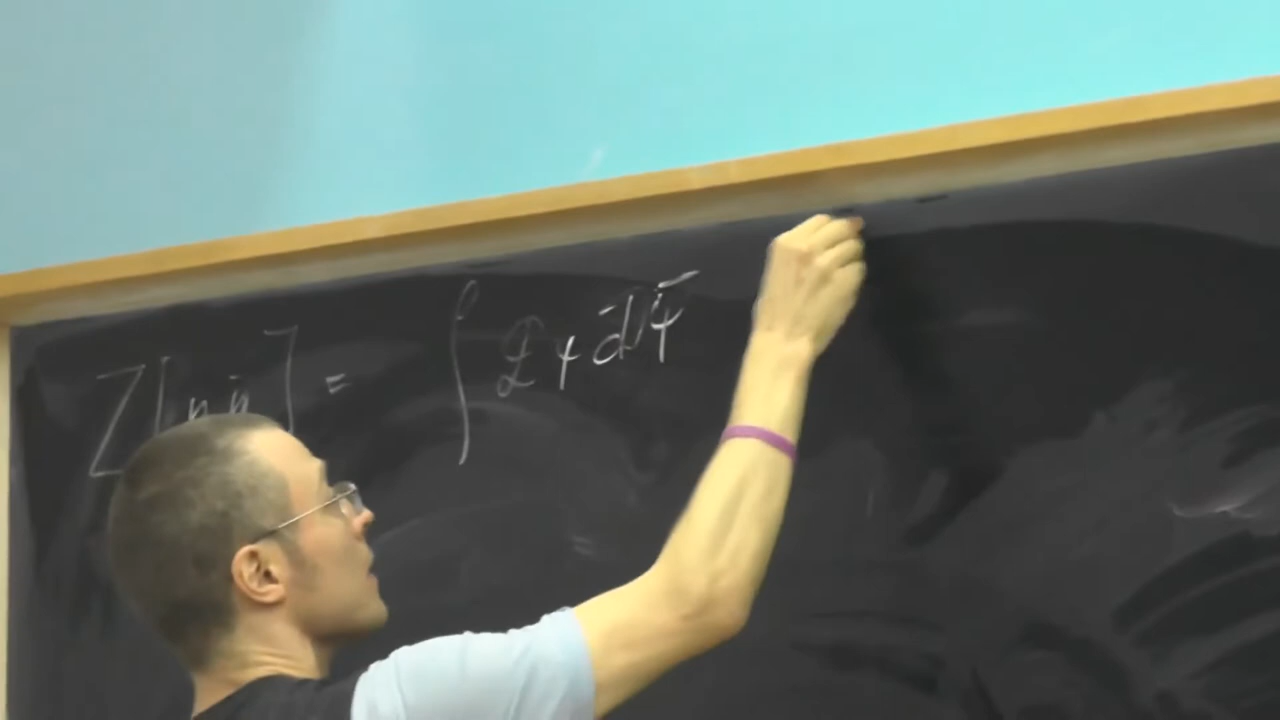 Z[η, η̄] = ∫ 𝒟ψ dψ̄